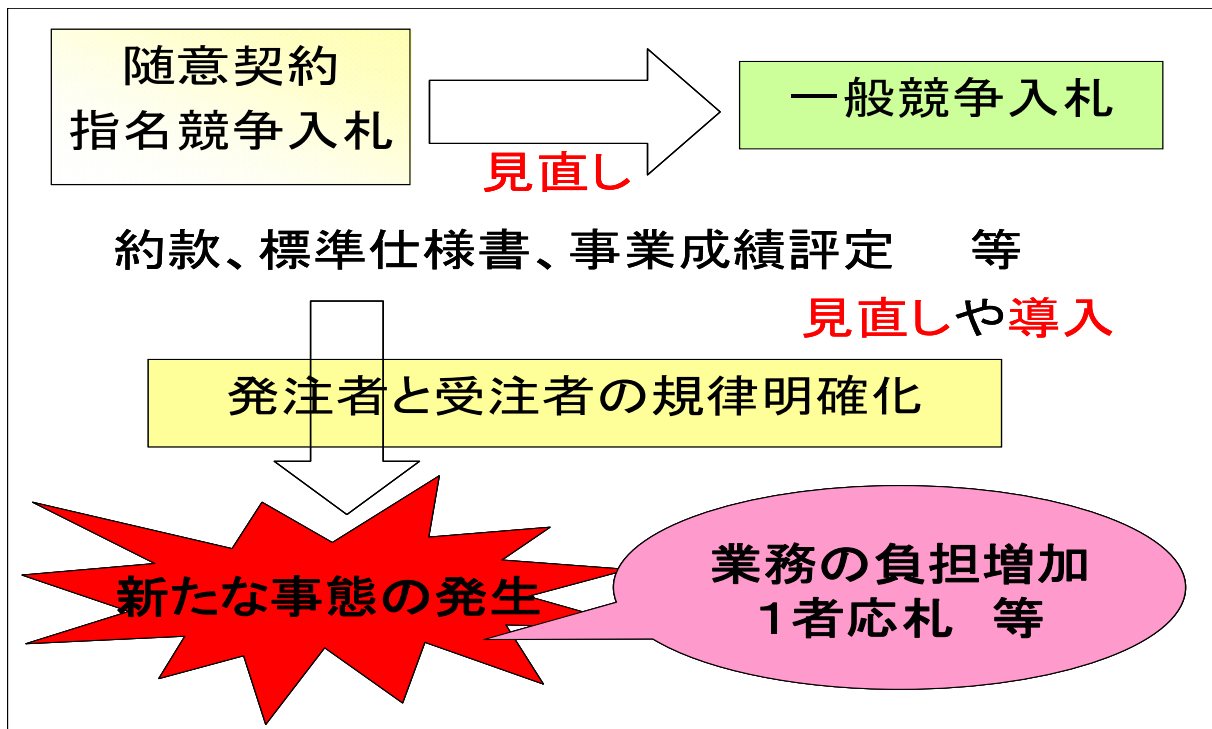 随意契約
指名競争入札
一般競争入札
見直し
約款、標準仕様書、事業成績評定　等
見直しや導入
発注者と受注者の規律明確化
新たな事態の発生
業務の負担増加
１者応札　等